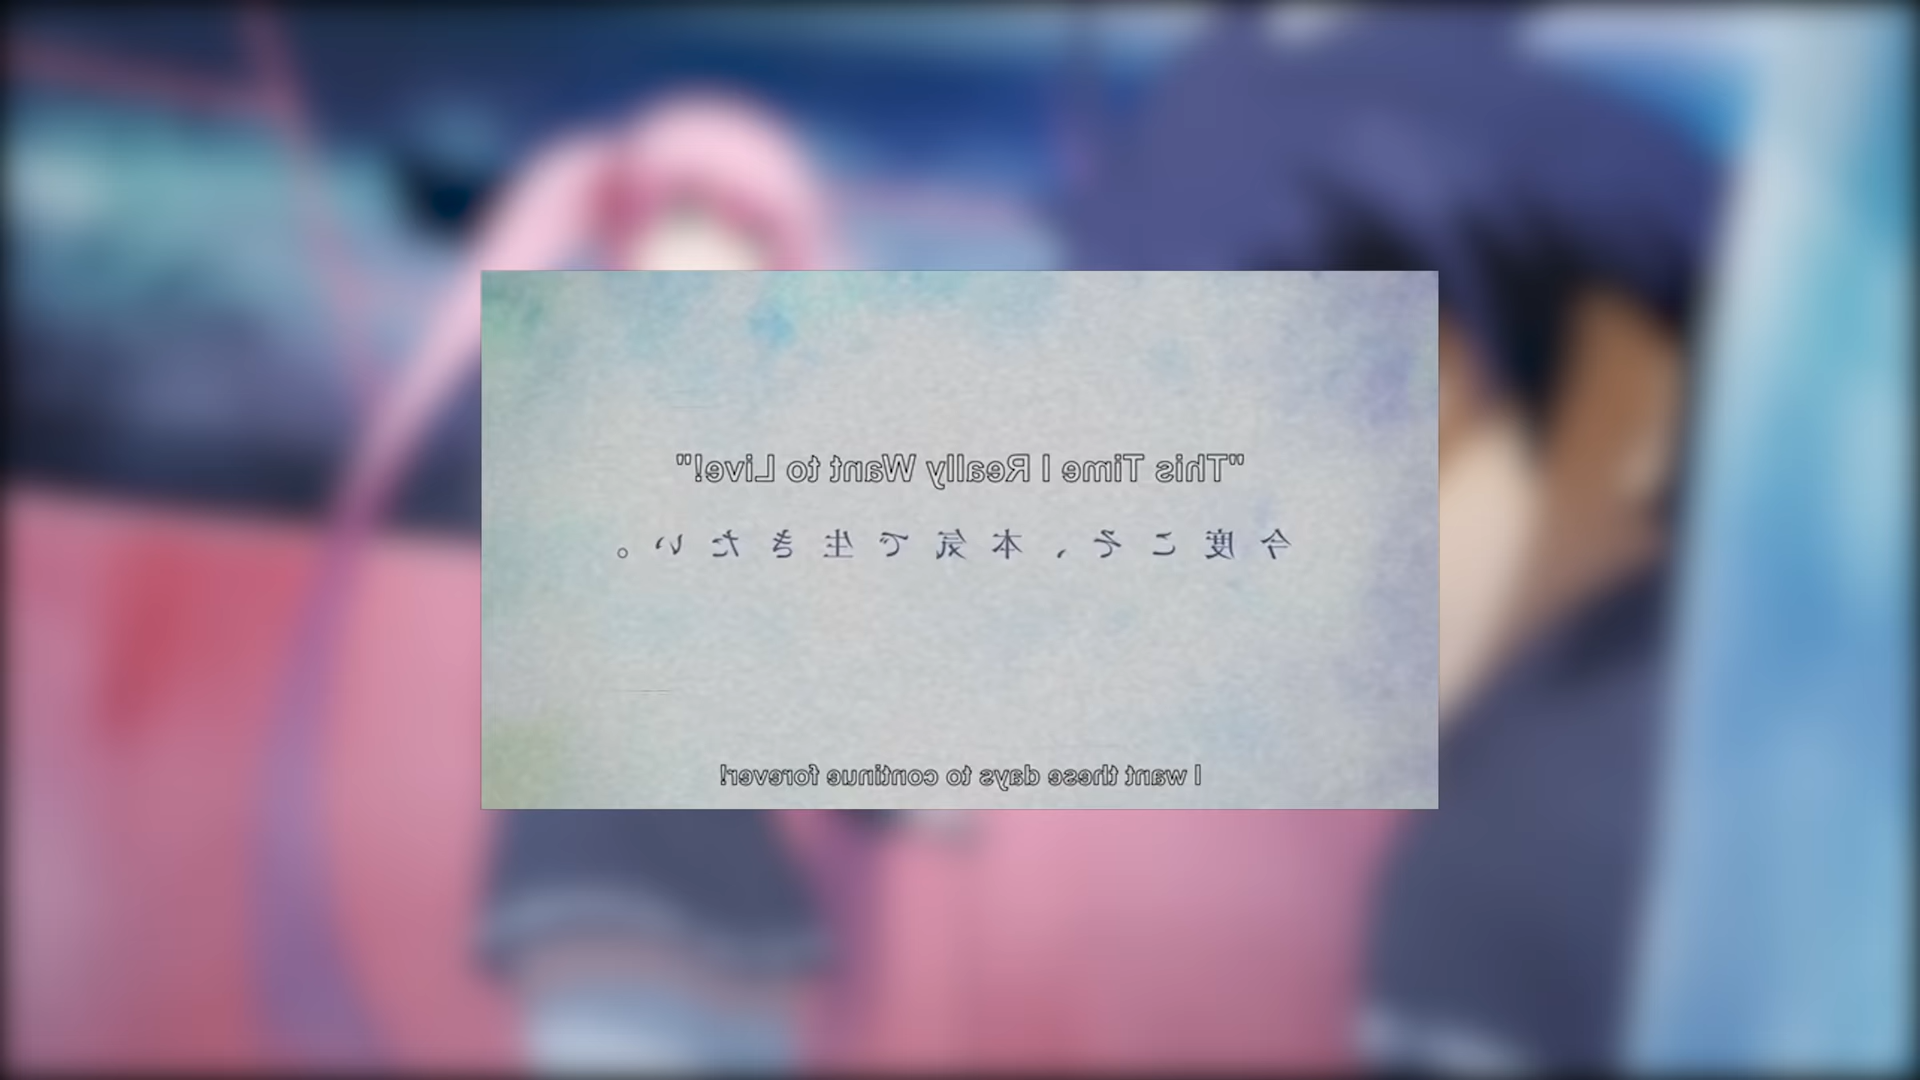 "This Time I Really Want to Live!"
今度こそ、本気で生きたい。
I want these days to continue forever!